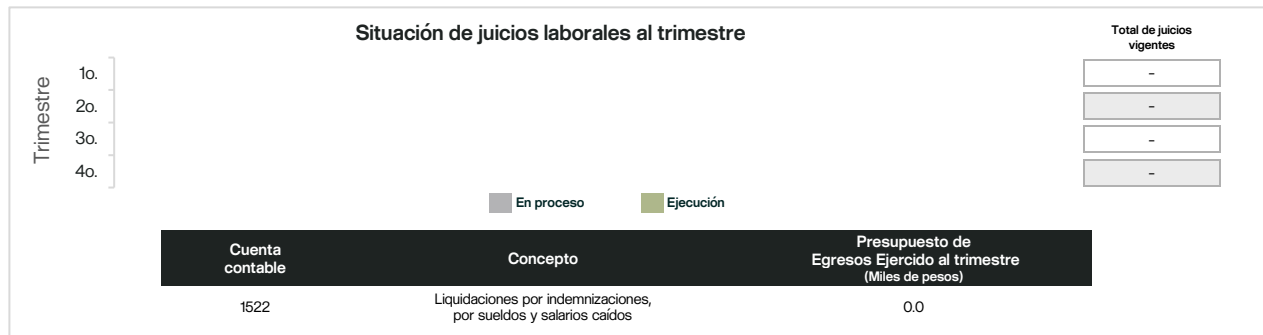 Situación de juicios laborales al trimestre
Total de juicios
vigentes
Trimestre
1o.
-
2o.
-
3o.
-
4o.
-
En proceso
Ejecución
Cuenta
contable
Concepto
Presupuesto de
Egresos Ejercido al trimestre
(Miles de pesos)
1522
Liquidaciones por indemnizaciones,
por sueldos y salarios caídos
0.0